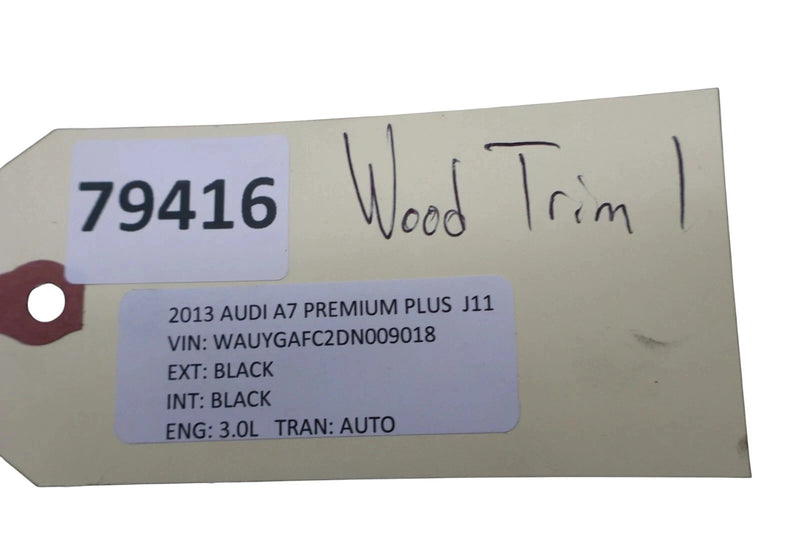 79416
Wood Trim 1
2013 AUDI A7 PREMIUM PLUS J11
VIN: WAUYGAFC2DN009018
EXT: BLACK
INT: BLACK
ENG: 3.0L TRAN: AUTO